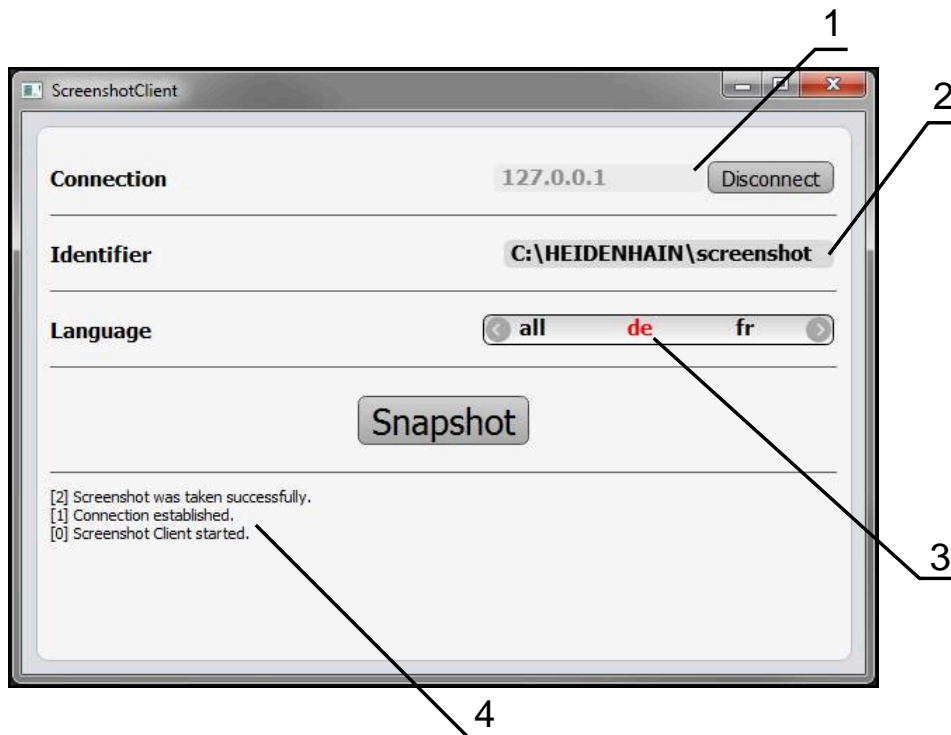 1
ScreenshotClient
2
Connection 127.0.0.1 Disconnect
Identifier C:\HEIDENHAIN\screenshot
Language all de fr
Snapshot
[2] Screenshot was taken successfully.
[1] Connection established.
[0] Screenshot Client started.
3
4